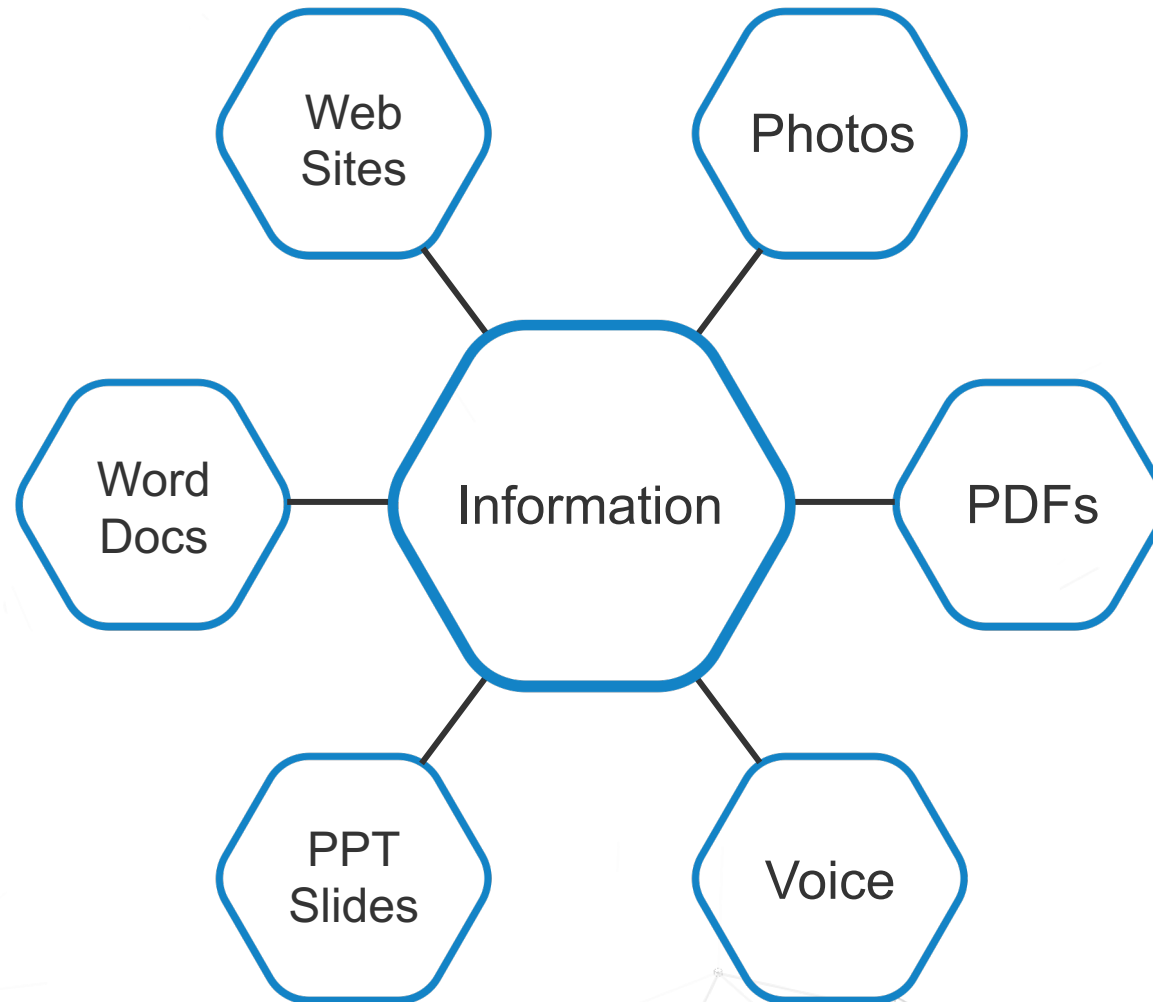 Web
Sites
Photos
Word
Docs
Information
PDFs
PPT
Slides
Voice